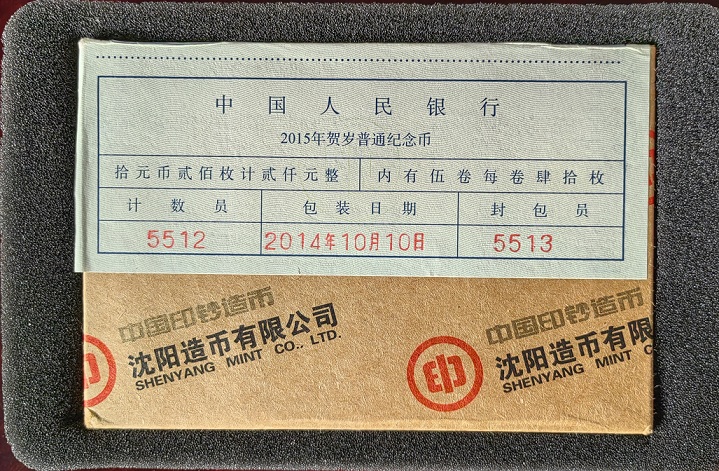 中国人民银行
2015年贺岁普通纪念币
拾元币贰佰枚计贰仟元整 内有伍卷每卷肆拾枚
计数员 包装日期 封包员
5512 2014年10月10日 5513
中国印钞造币 中国印钞造币
沈阳造币有限公司 沈阳造币有限
SHENYANG MINT CO., LTD. SHENYANG MINT CO.